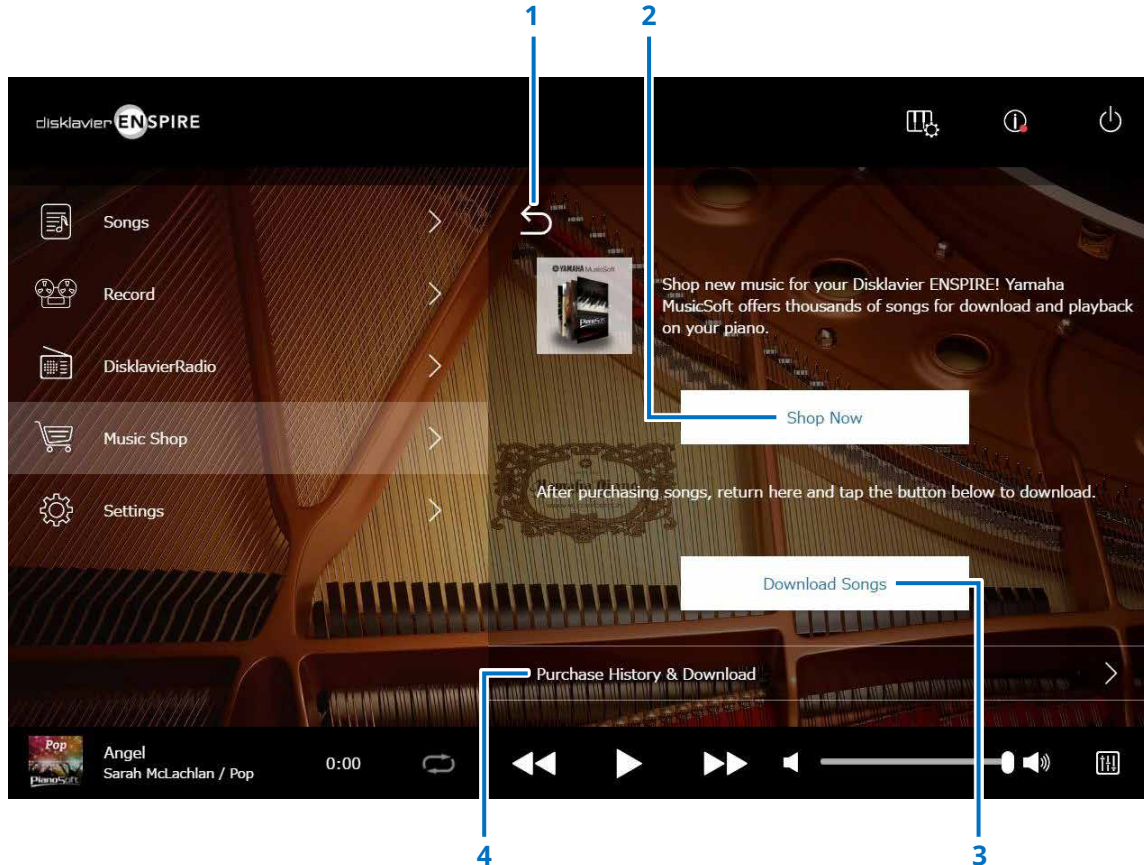 1
2
disklavier ENSPIRE
Songs
Record
DisklavierRadio
Music Shop
Settings
YAMAHA MusicSoft
PianoSoft
Shop new music for your Disklavier ENSPIRE! Yamaha
MusicSoft offers thousands of songs for download and playback
on your piano.
Shop Now
After purchasing songs, return here and tap the button below to download.
Download Songs
Purchase History & Download
Pop
PianoSoft
Angel
Sarah McLachlan / Pop
0:00
4
3